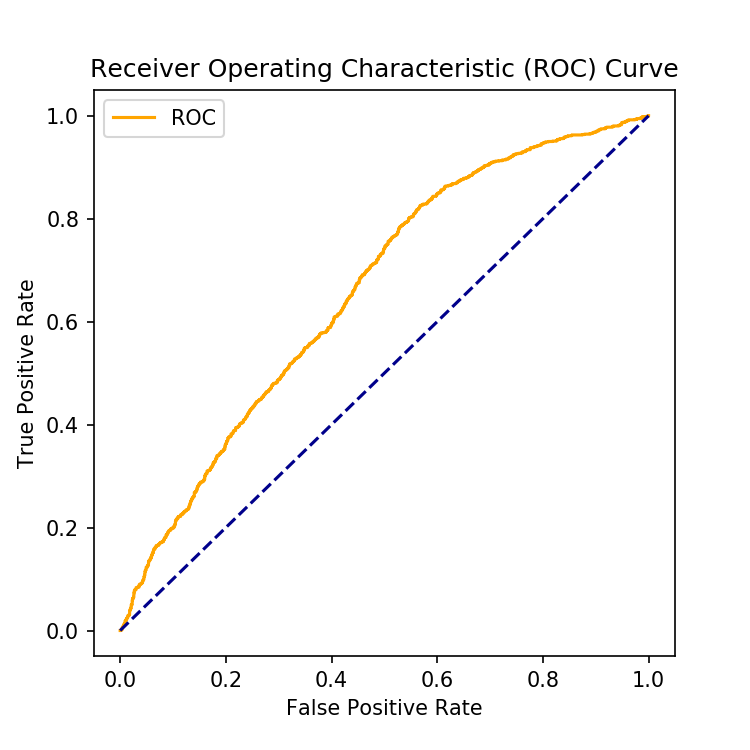 Receiver Operating Characteristic (ROC) Curve
ROC
1.0
0.8
0.6
0.4
0.2
0.0
True Positive Rate
0.0 0.2 0.4 0.6 0.8 1.0
False Positive Rate